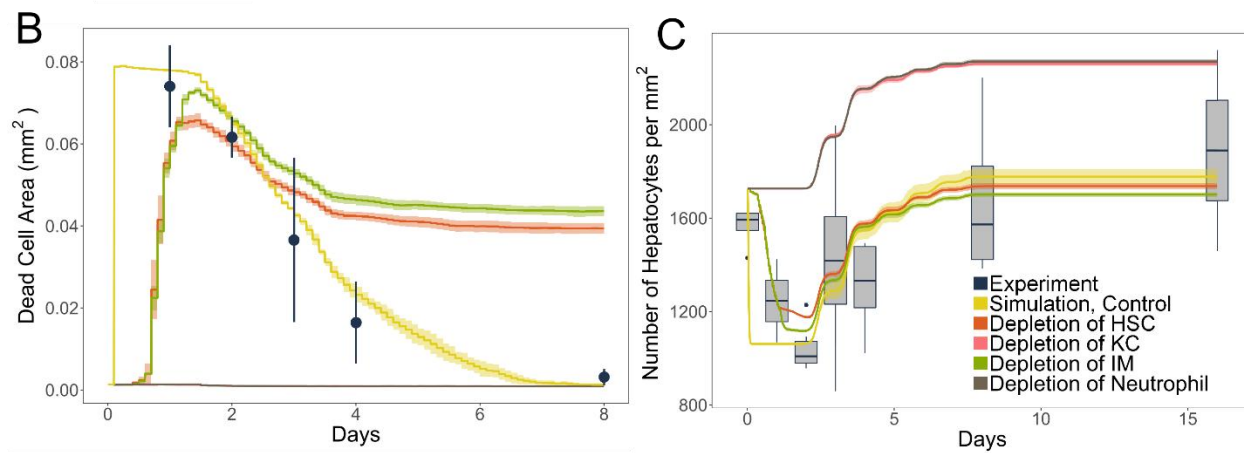 B
0.08
0.06
0.04
0.02
0.00
Dead Cell Area (mm²)
0
2
4
6
8
Days
C
2000
1600
1200
800
Number of Hepatocytes per mm²
0
5
10
15
Days
Experiment
Simulation, Control
Depletion of HSC
Depletion of KC
Depletion of IM
Depletion of Neutrophil